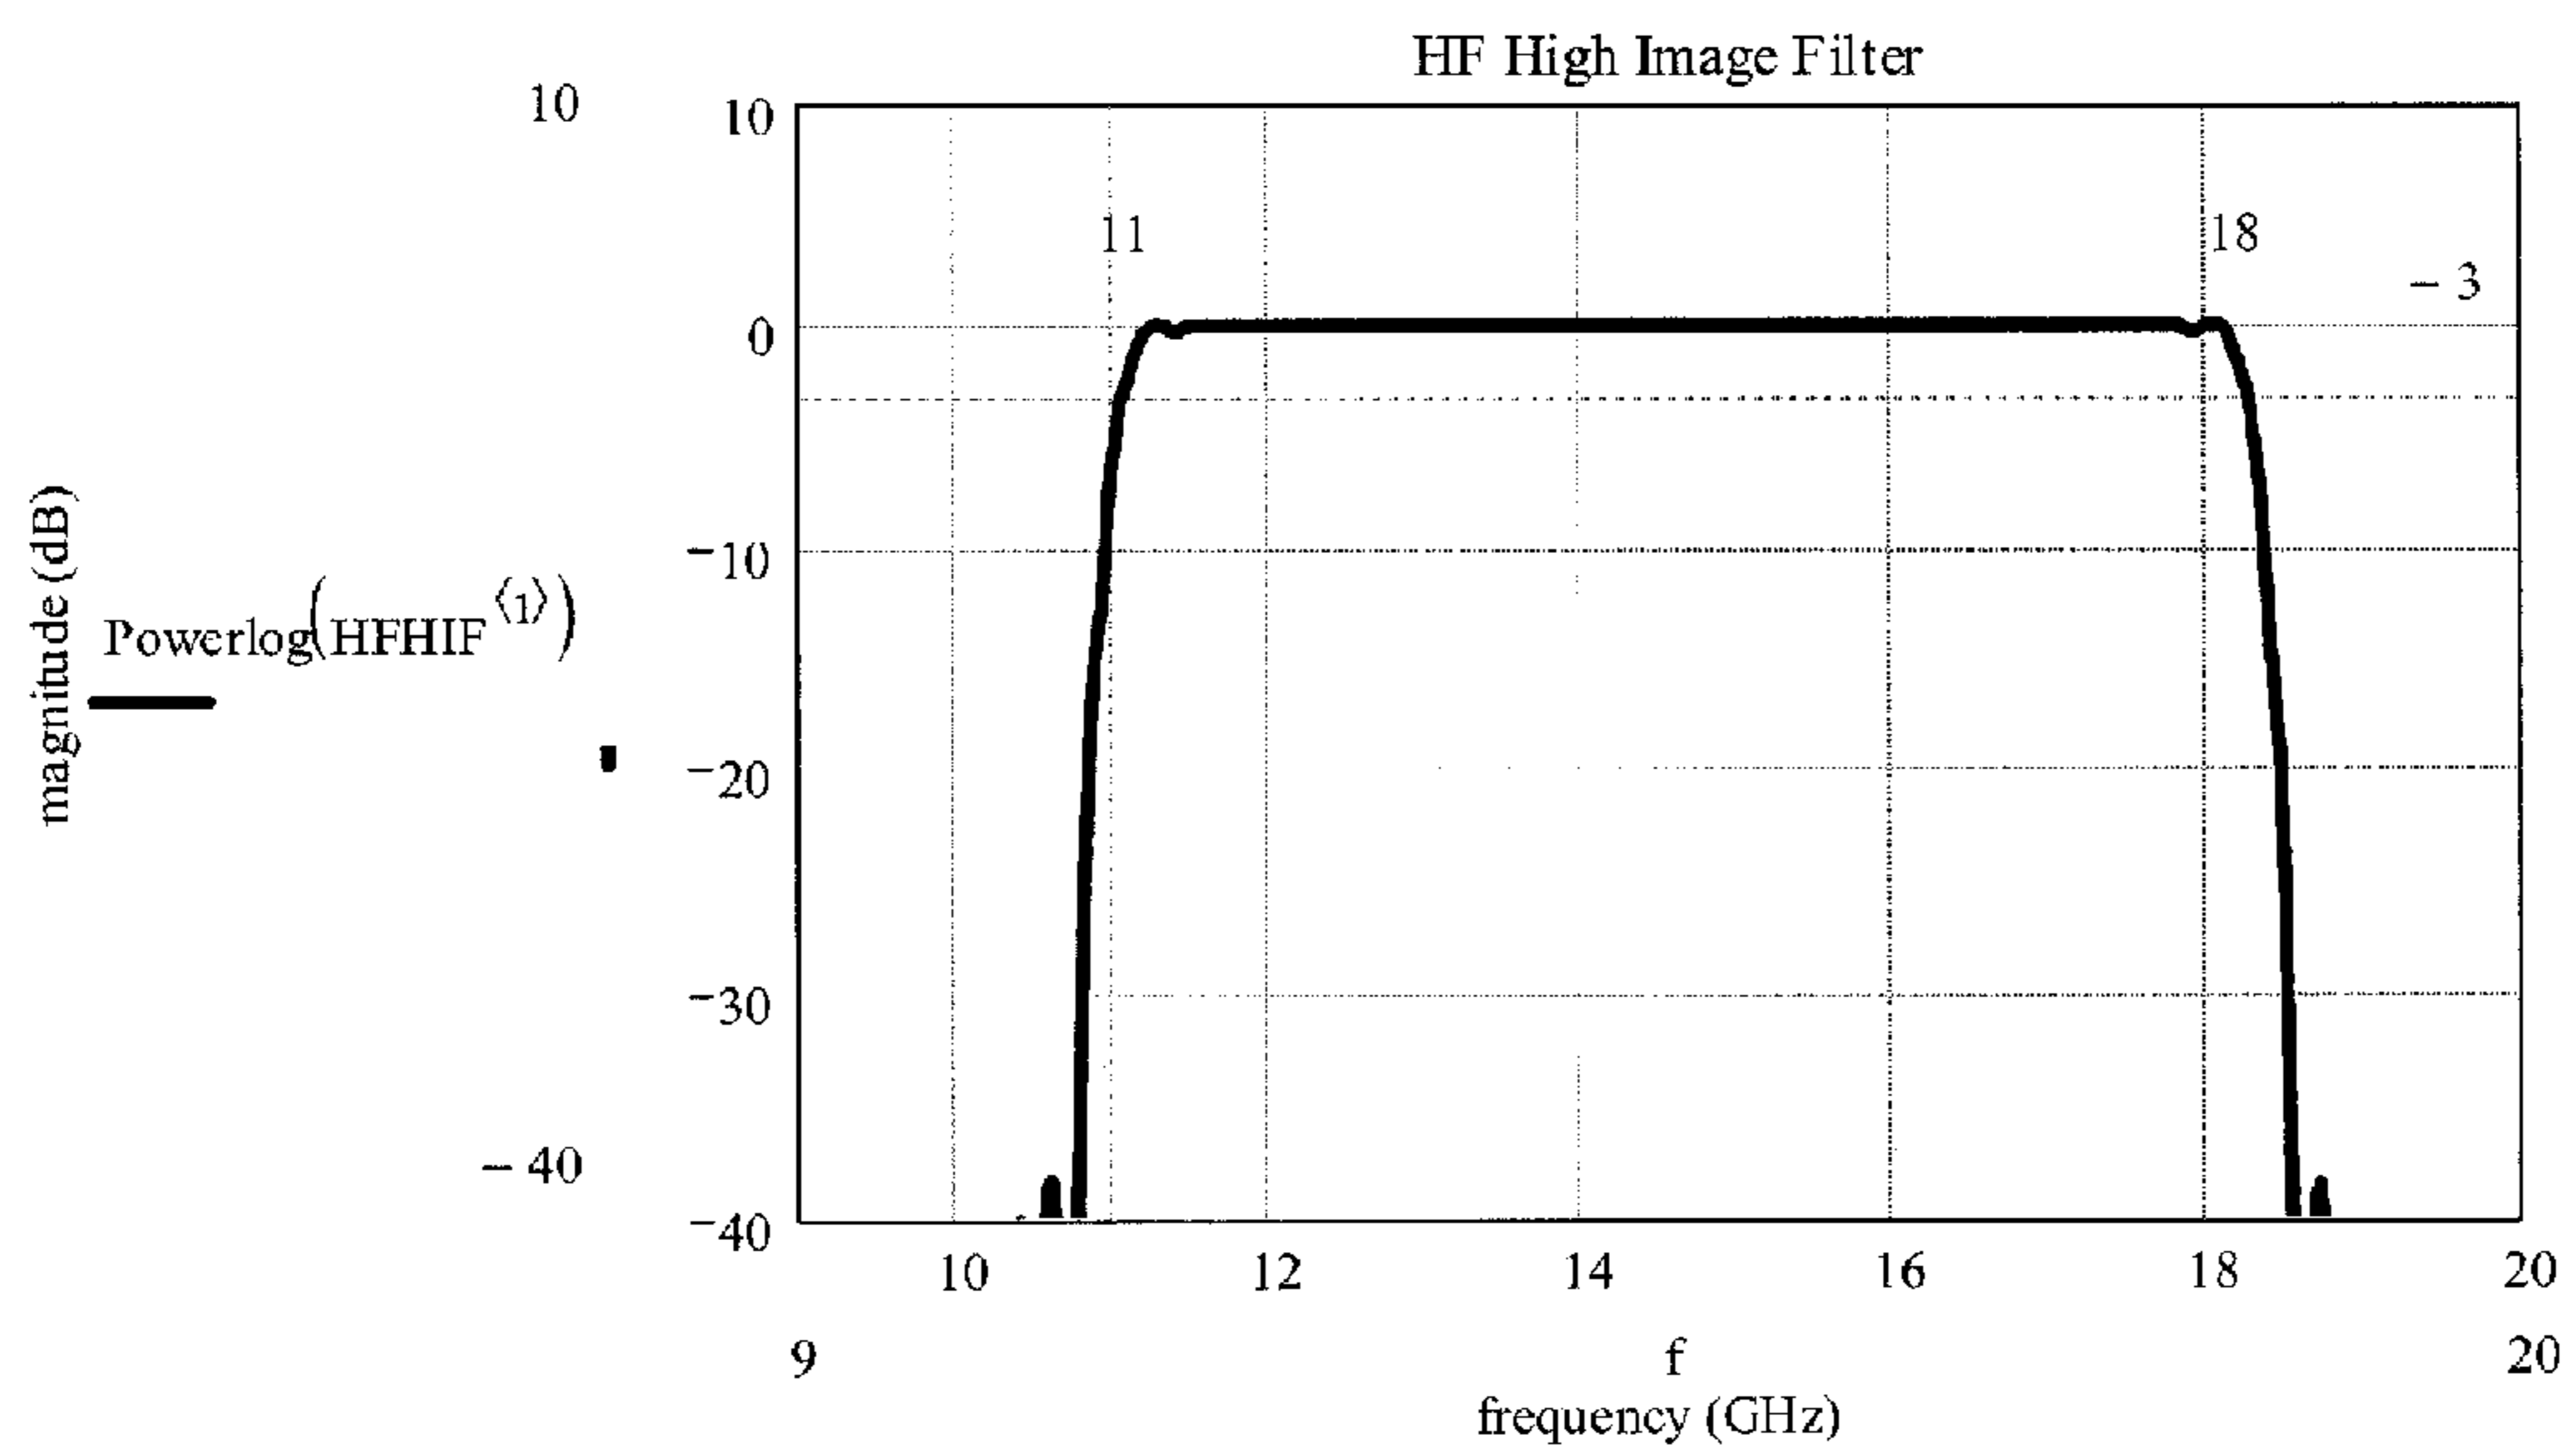 HF High Image Filter
10
10
11
18
− 3
0
−10
magnitude (dB)
Powerlog(HFHIF⟨1⟩)
−20
−30
− 40
−40
10 12 14 16 18 20
9 f 20
frequency (GHz)